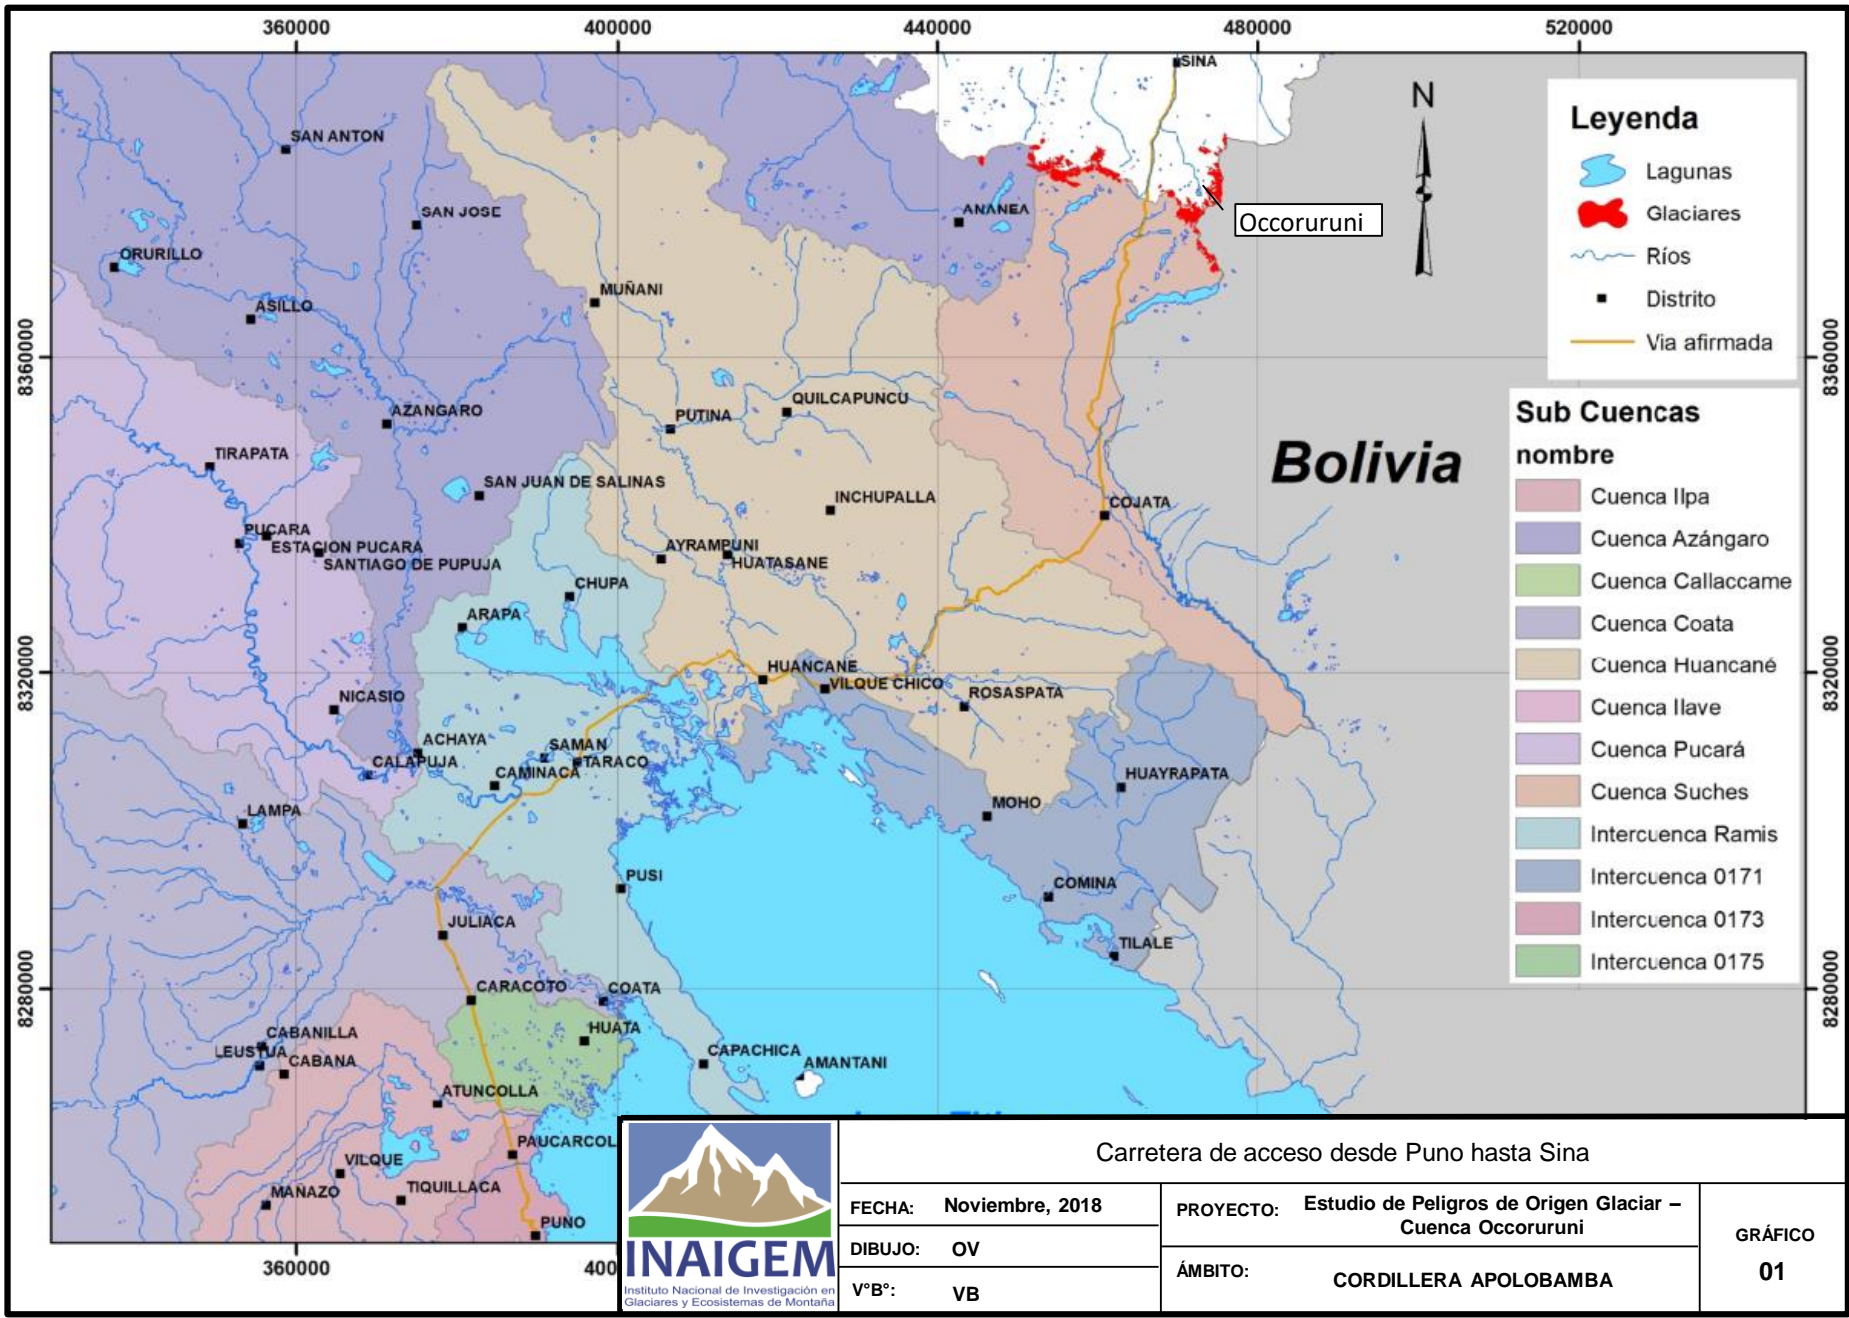 360000
400000
440000
480000
520000
SINA
SAN ANTON
SAN JOSE
ANANEA
Occoruruni
ORURILLO
ASILLO
MUÑANI
8360000
8360000
AZANGARO
PUTINA
QUILCAPUNCU
TIRAPATA
SAN JUAN DE SALINAS
INCHUPALLA
COJATA
Bolivia
PUCARA
ESTACION PUCARA
SANTIAGO DE PUPUJA
AYRAMPUNI
HUATASANE
CHUPA
ARAPA
8320000
8320000
HUANCANE
VILQUE CHICO
ROSASPATA
NICASIO
ACHAYA
CALAPUJA
SAMAN
TARACO
CAMINACA
HUAYRAPATA
MOHO
LAMPA
PUSI
COMINA
JULIACA
TILALE
8280000
8280000
CARACOTO
COATA
HUATA
CABANILLA
LEUSTUA
CABANA
CAPACHICA
AMANTANI
ATUNCOLLA
PAUCARCOL
VILQUE
MAÑAZO
TIQUILLACA
PUNO
360000
400
N
Leyenda
Lagunas
Glaciares
Ríos
Distrito
Via afirmada
Sub Cuencas
nombre
Cuenca Ilpa
Cuenca Azángaro
Cuenca Callaccame
Cuenca Coata
Cuenca Huancané
Cuenca Ilave
Cuenca Pucará
Cuenca Suches
Intercuenca Ramis
Intercuenca 0171
Intercuenca 0173
Intercuenca 0175
INAIGEM
Instituto Nacional de Investigación en
Glaciares y Ecosistemas de Montaña
Carretera de acceso desde Puno hasta Sina
FECHA: Noviembre, 2018
DIBUJO: OV
V°B°: VB
PROYECTO: Estudio de Peligros de Origen Glaciar –
Cuenca Occoruruni
ÁMBITO: CORDILLERA APOLOBAMBA
GRÁFICO
01